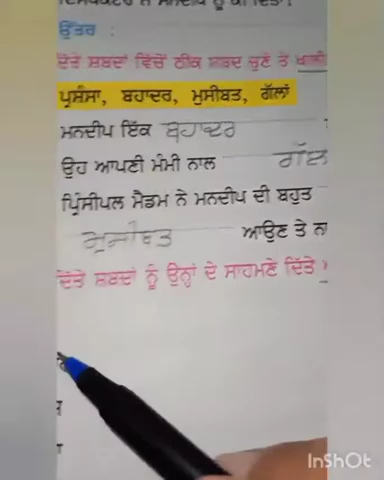 ਉੱਤਰ :
ਦਿੱਤੇ ਸ਼ਬਦਾਂ ਵਿੱਚੋਂ ਠੀਕ ਸ਼ਬਦ ਚੁਣੋ ਤੇ ਖਾਲੀ
ਪ੍ਰਸ਼ੰਸਾ, ਬਹਾਦਰ, ਮੁਸੀਬਤ, ਗੱਲਾਂ
ਮਨਦੀਪ ਇੱਕ ਬਹਾਦਰ
ਉਹ ਆਪਣੀ ਮੰਮੀ ਨਾਲ ਗੱਲ
ਪ੍ਰਿੰਸੀਪਲ ਮੈਡਮ ਨੇ ਮਨਦੀਪ ਦੀ ਬਹੁਤ
ਮੁਸੀਬਤ ਆਉਣ ਤੇ ਨਾ
ਦਿੱਤੇ ਸ਼ਬਦਾਂ ਨੂੰ ਉਨ੍ਹਾਂ ਦੇ ਸਾਹਮਣੇ ਦਿੱਤੇ
InShOt